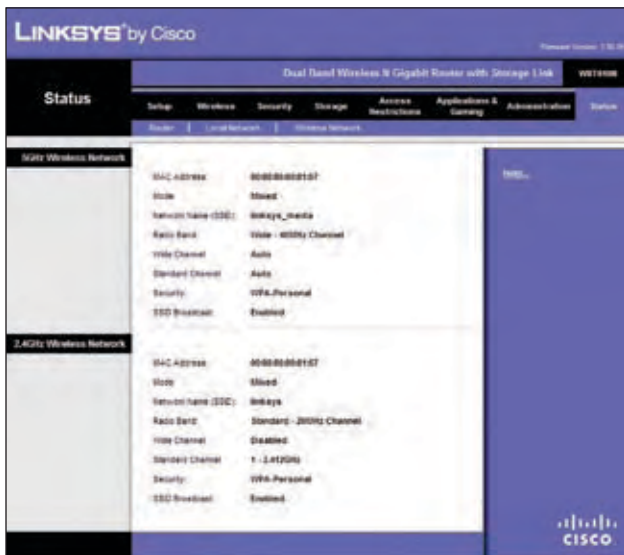 LINKSYS® by Cisco
Firmware Version:
Dual Band Wireless N Gigabit Router with Storage Link
Status
Setup Wireless Security Storage Access Restrictions Applications & Gaming Administration Status
Router Local Network Wireless Network
5GHz Wireless Network
Help...
MAC Address
Mode Mixed
Network Name (SSID) linksys_media
Radio Band Wide - 40GHz Channel
Wide Channel Auto
Standard Channel Auto
Security WPA-Personal
SSID Broadcast Enabled
2.4GHz Wireless Network
MAC Address
Mode Mixed
Network Name (SSID) linksys
Radio Band Standard - 20GHz Channel
Wide Channel Disabled
Standard Channel 1 - 2.412GHz
Security WPA-Personal
SSID Broadcast Enabled
CISCO